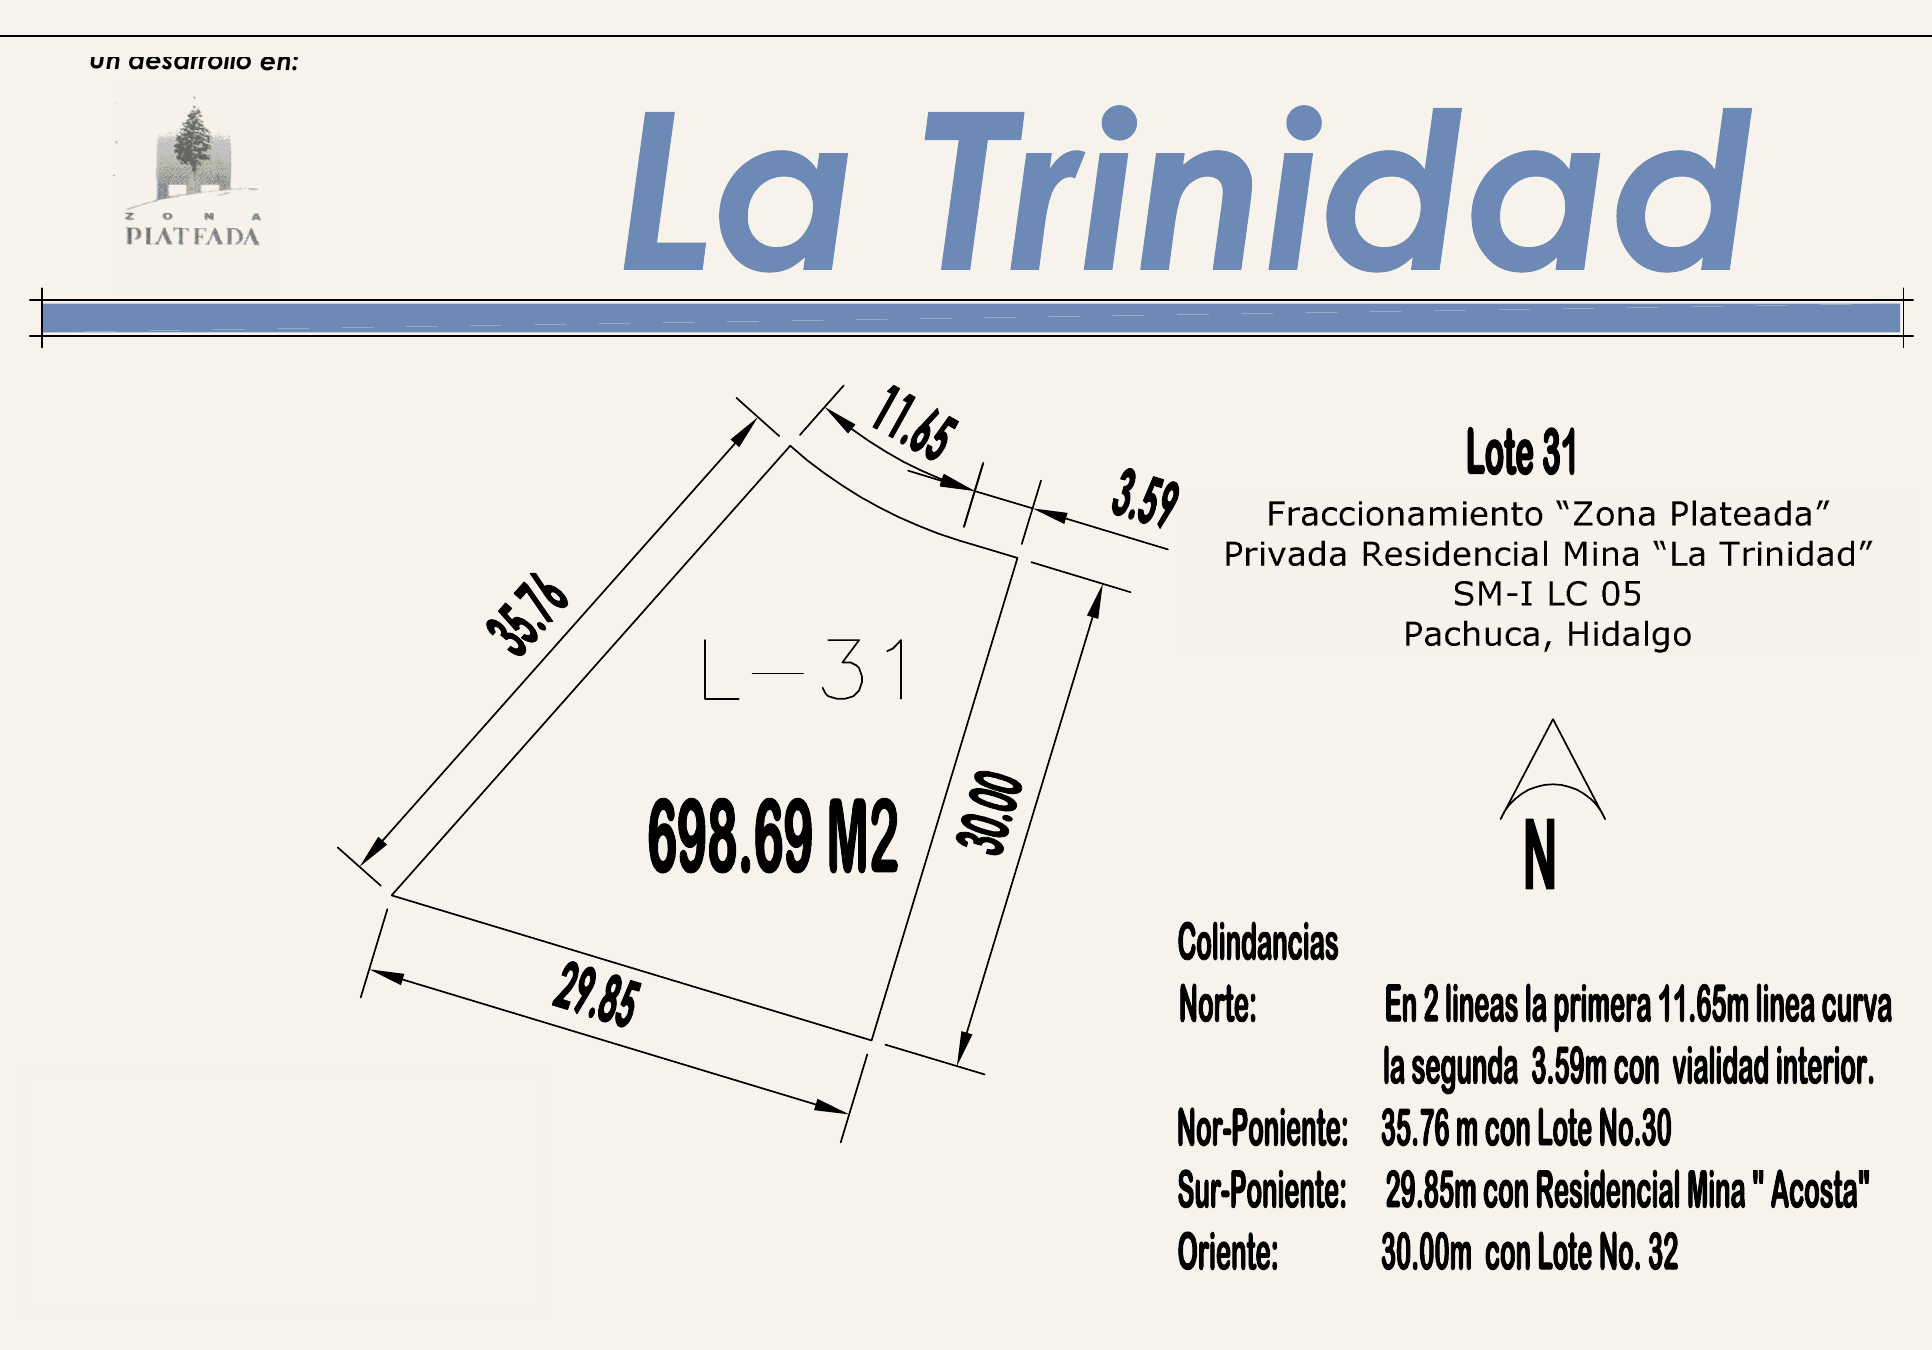 Un desarrollo en:
ZONA
PLATEADA
La Trinidad
11.65
3.59
35.76
L-31
698.69 M2
30.00
29.85
Lote 31
Fraccionamiento “Zona Plateada”
Privada Residencial Mina “La Trinidad”
SM-I LC 05
Pachuca, Hidalgo
N
Colindancias
Norte: En 2 lineas la primera 11.65m linea curva
la segunda 3.59m con vialidad interior.
Nor-Poniente: 35.76 m con Lote No.30
Sur-Poniente: 29.85m con Residencial Mina " Acosta"
Oriente: 30.00m con Lote No. 32